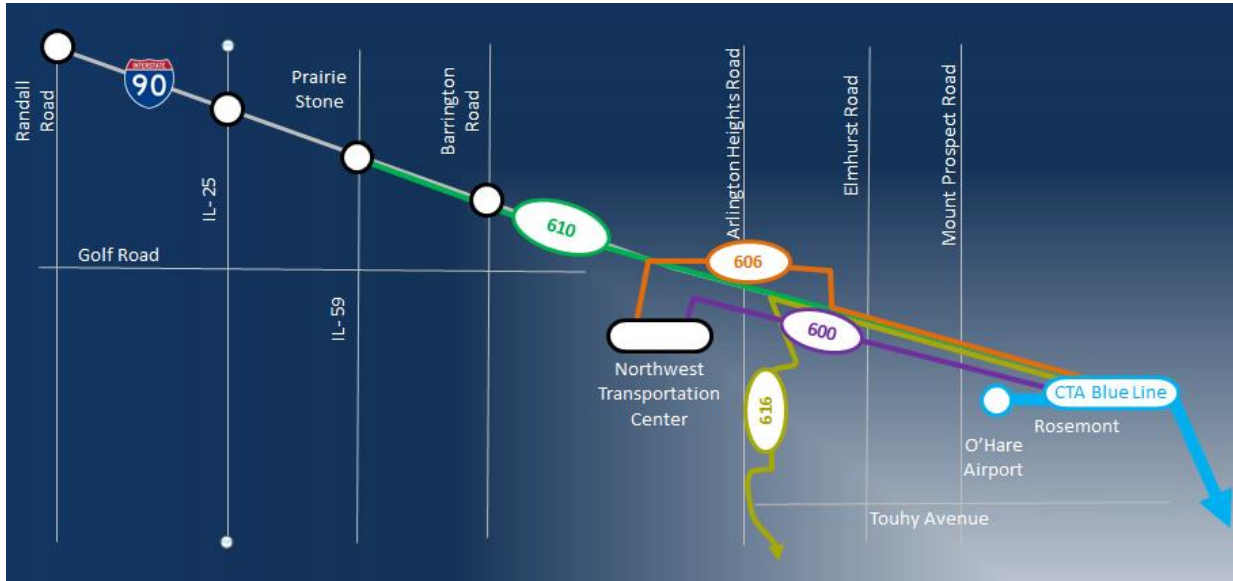 Randall
Road
INTERSTATE
90
IL-25
Prairie
Stone
IL-59
Barrington
Road
Golf Road
610
Arlington Heights Road
Elmhurst Road
Mount Prospect Road
606
600
616
Northwest
Transportation
Center
CTA Blue Line
Rosemont
O'Hare
Airport
Touhy Avenue